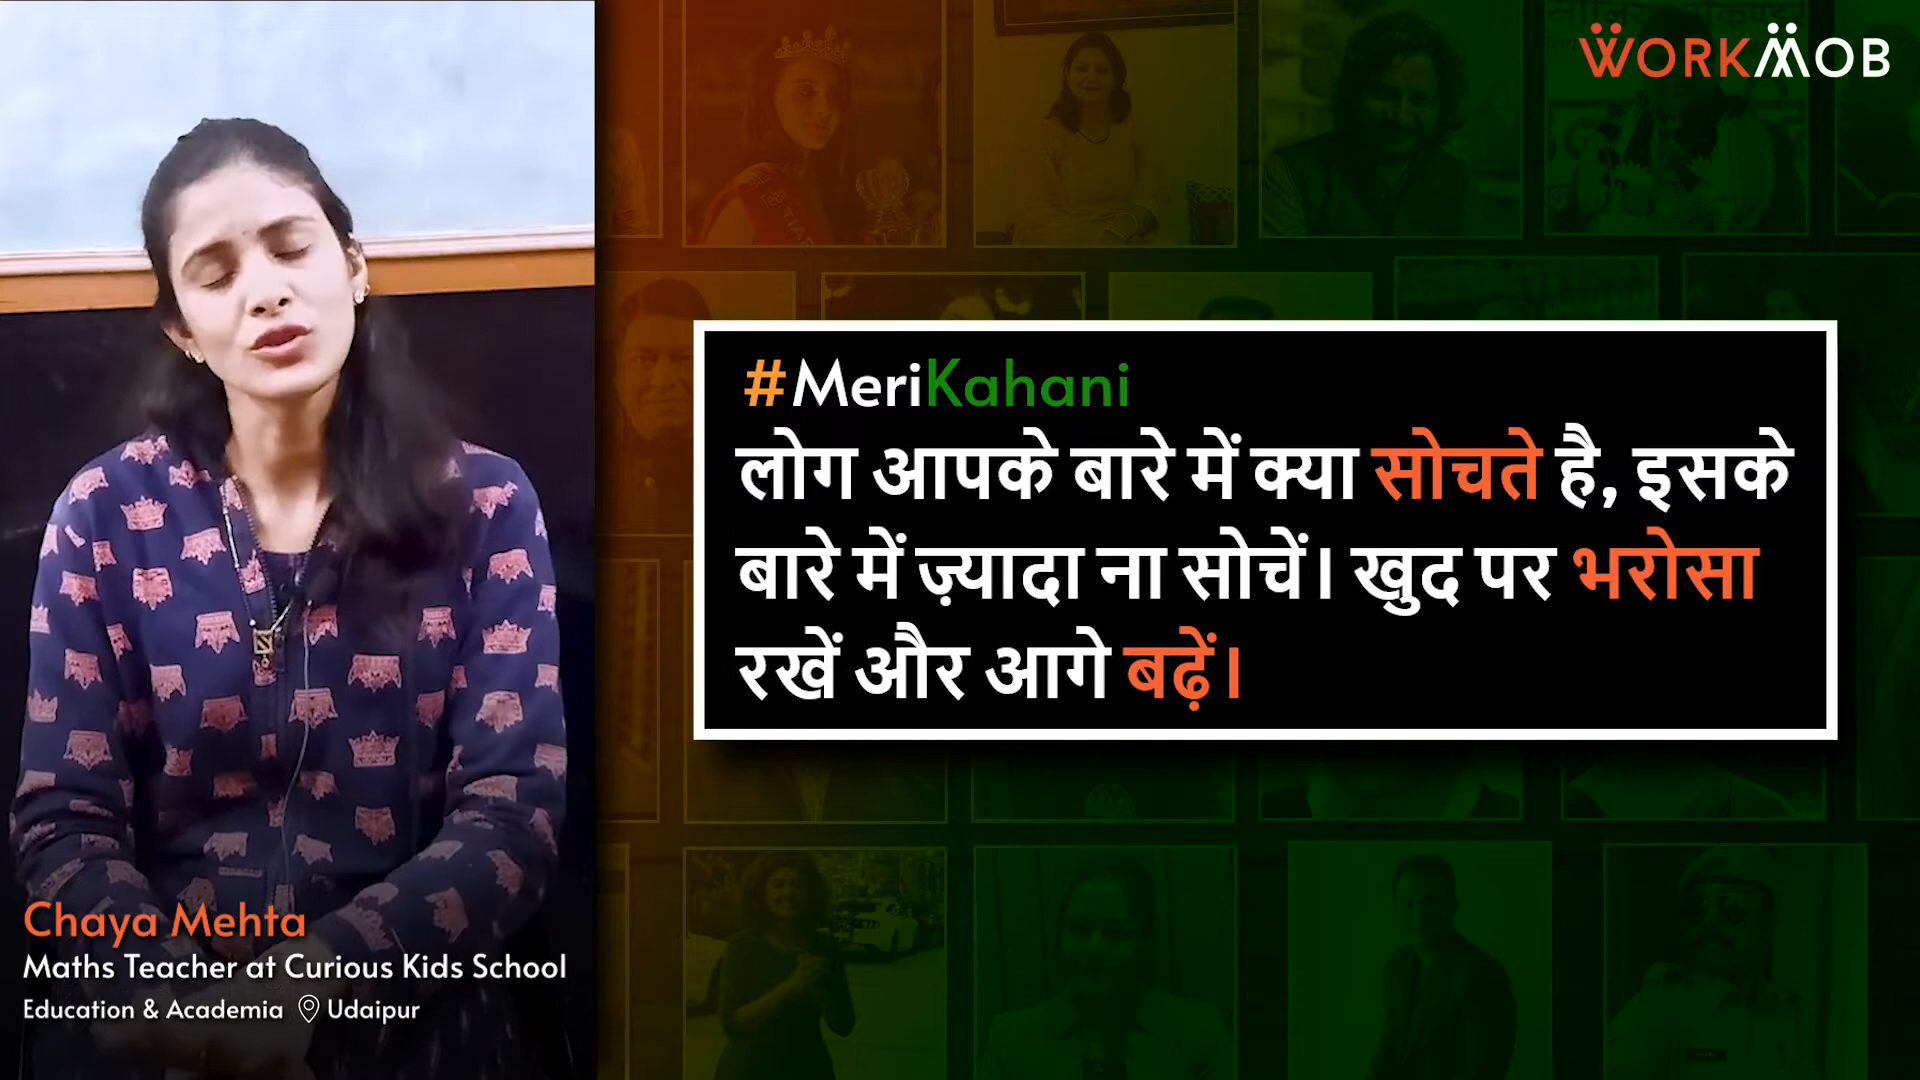 WORKMOB
#MeriKahani
लोग आपके बारे में क्या सोचते है, इसके
बारे में ज़्यादा ना सोचें। खुद पर भरोसा
रखें और आगे बढ़ें।
Chaya Mehta
Maths Teacher at Curious Kids School
Education & Academia Udaipur